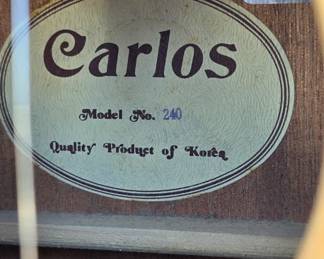 Carlos
Model No. 240
Quality Product of Korea